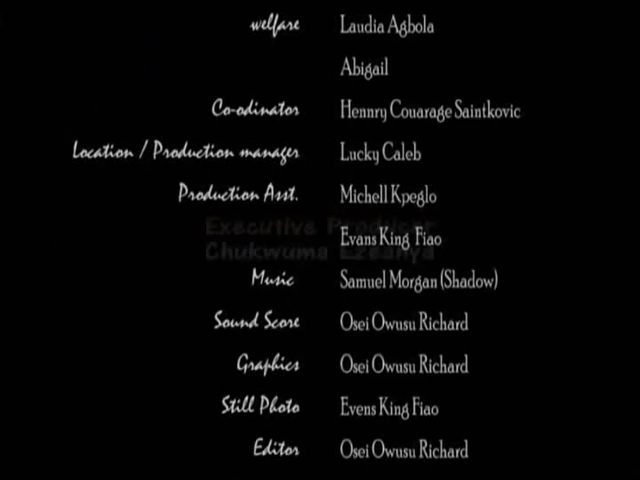 welfare Laudia Agbola
Abigail
Co-odinator Hennry Couarage Saintkovic
Location / Production manager Lucky Caleb
Production Asst. Michell Kpeglo
Executive Producer
Evans King Fiao
Chukwuma Ezeanya
Music Samuel Morgan (Shadow)
Sound Score Osei Owusu Richard
Graphics Osei Owusu Richard
Still Photo Evens King Fiao
Editor Osei Owusu Richard